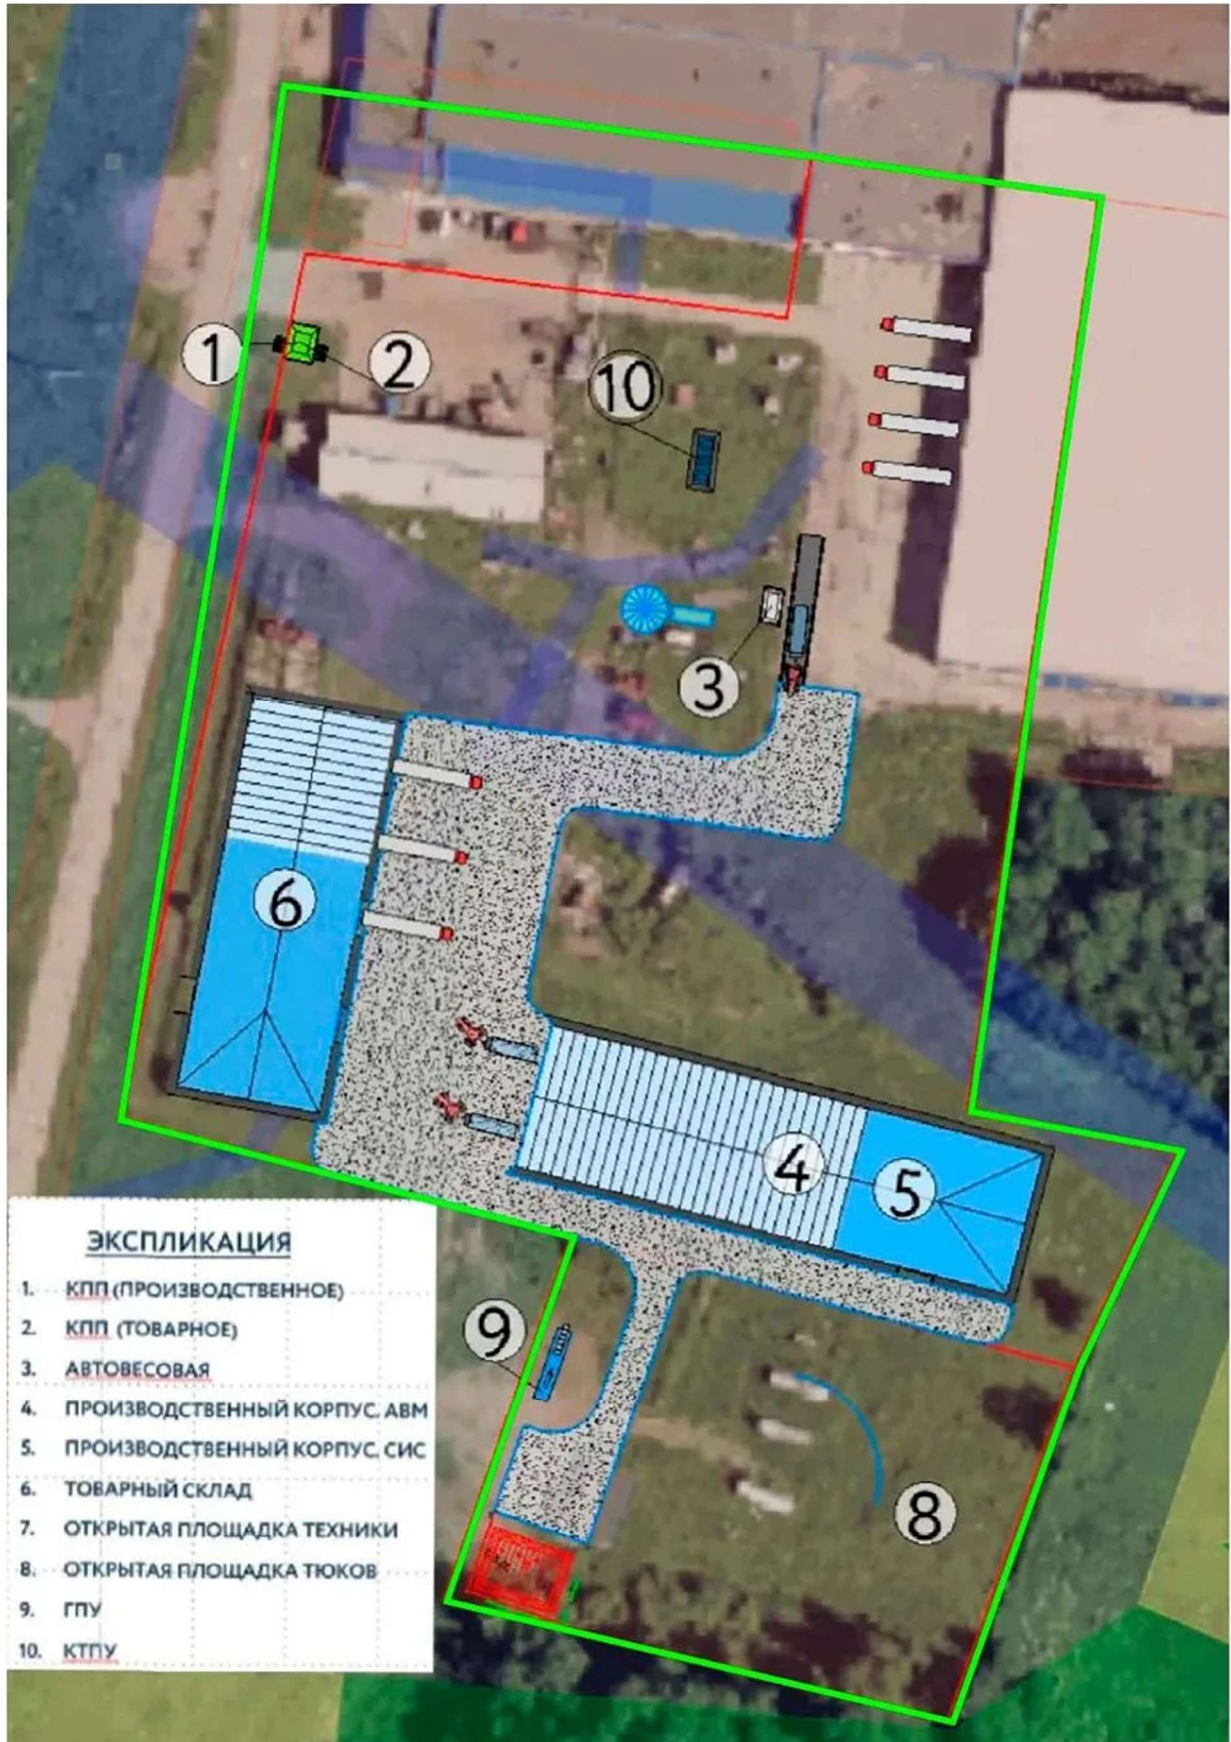 1
2
10
3
6
4
5
9
8
ЭКСПЛИКАЦИЯ
1. КПП (ПРОИЗВОДСТВЕННОЕ)
2. КПП (ТОВАРНОЕ)
3. АВТОВЕСОВАЯ
4. ПРОИЗВОДСТВЕННЫЙ КОРПУС. АВМ
5. ПРОИЗВОДСТВЕННЫЙ КОРПУС. СИС
6. ТОВАРНЫЙ СКЛАД
7. ОТКРЫТАЯ ПЛОЩАДКА ТЕХНИКИ
8. ОТКРЫТАЯ ПЛОЩАДКА ТЮКОВ
9. ГПУ
10. КТПУ